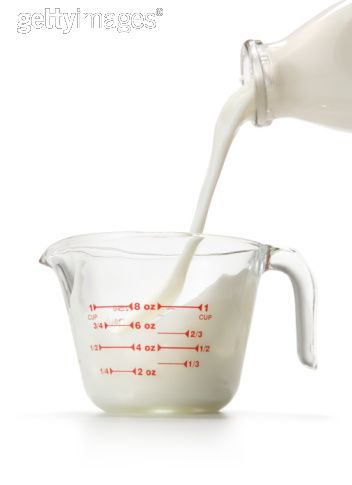 gettyimages®
1 8 oz 1
CUP CUP
3/4 6 oz
2/3
1/2 4 oz 1/2
1/3
1/4 2 oz